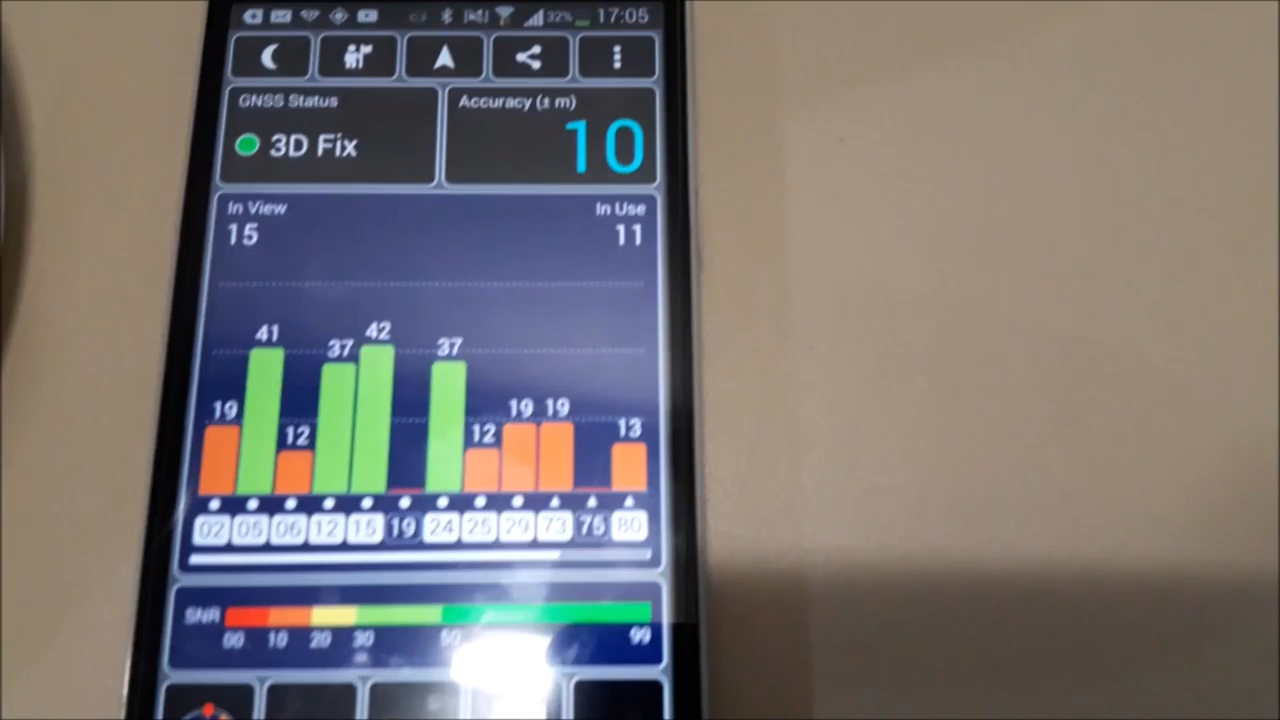 32% 17:05
GNSS Status
3D Fix
Accuracy (± m)
10
In View
15
In Use
11
19 41 12 37 42 37 12 19 19 13
02 05 06 12 15 19 24 25 29 73 75 80
SNR
00 10 20 30 50 99